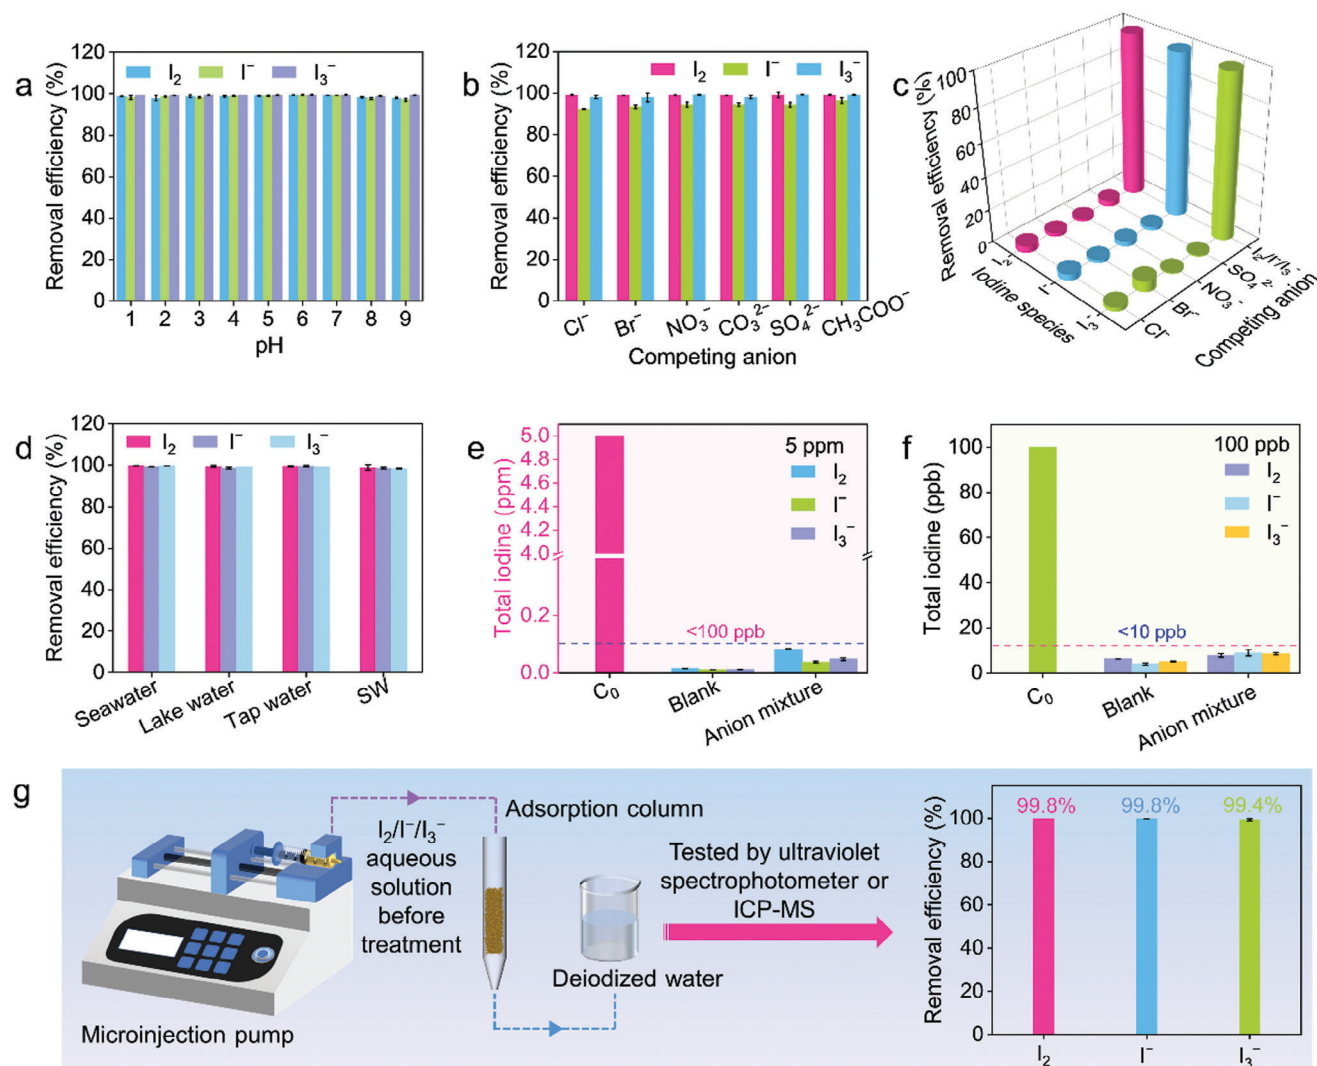 a
Removal efficiency (%)
120
100
80
60
40
20
0
I₂ I⁻ I₃⁻
1 2 3 4 5 6 7 8 9
pH
b
Removal efficiency (%)
120
100
80
60
40
20
0
I₂ I⁻ I₃⁻
Cl⁻ Br⁻ NO₃⁻ CO₃²⁻ SO₄²⁻ CH₃COO⁻
Competing anion
c
Removal efficiency (%)
100
80
60
40
20
0
I₂
I⁻
I₃⁻
Iodine species
Cl⁻
Br⁻
NO₃⁻
SO₄²⁻
I₂/I⁻/I₃⁻
Competing anion
d
Removal efficiency (%)
120
100
80
60
40
20
0
I₂ I⁻ I₃⁻
Seawater Lake water Tap water SW
e
Total iodine (ppm)
5.0
4.8
4.6
4.4
4.2
4.0
0.2
0.0
5 ppm
I₂
I⁻
I₃⁻
<100 ppb
C₀ Blank Anion mixture
f
Total iodine (ppb)
100
80
60
40
20
0
100 ppb
I₂
I⁻
I₃⁻
<10 ppb
C₀ Blank Anion mixture
g
Microinjection pump
I₂/I⁻/I₃⁻
aqueous
solution
before
treatment
Adsorption column
Deiodized water
Tested by ultraviolet
spectrophotometer or
ICP-MS
Removal efficiency (%)
100
80
60
40
20
0
99.8% 99.8% 99.4%
I₂ I⁻ I₃⁻